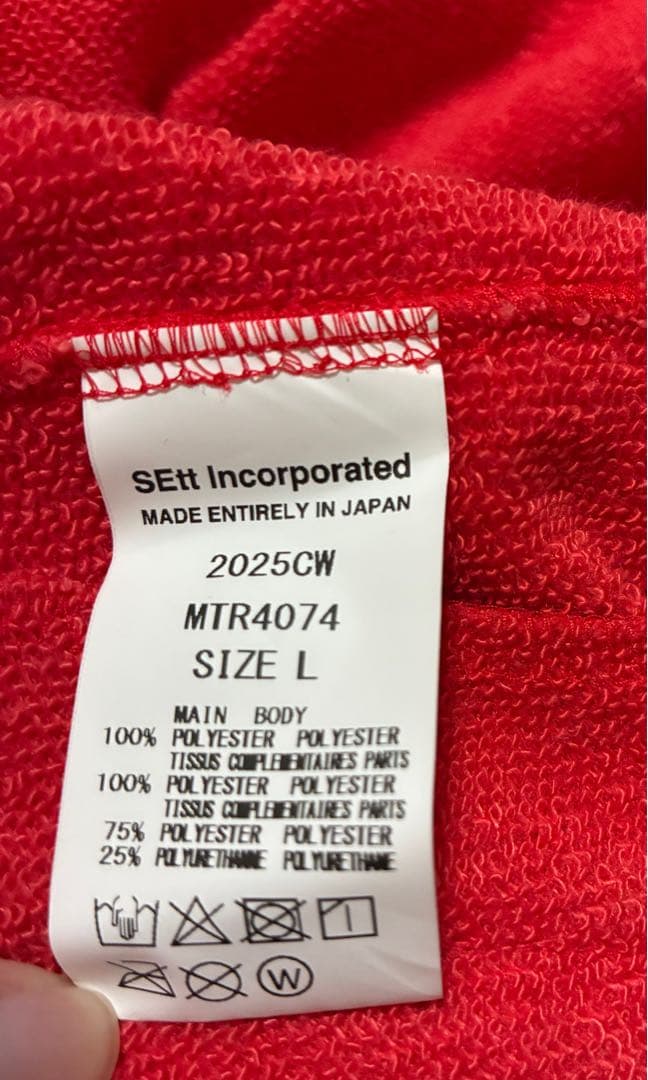 SEtt Incorporated
MADE ENTIRELY IN JAPAN
2025CW
MTR4074
SIZE L
MAIN BODY
100% POLYESTER POLYESTER
TISSUS COMPLEMENTAIRES PARTS
100% POLYESTER POLYESTER
TISSUS COMPLEMENTAIRES PARTS
75% POLYESTER POLYESTER
25% POLYURETHANNE POLYURETHANE
W